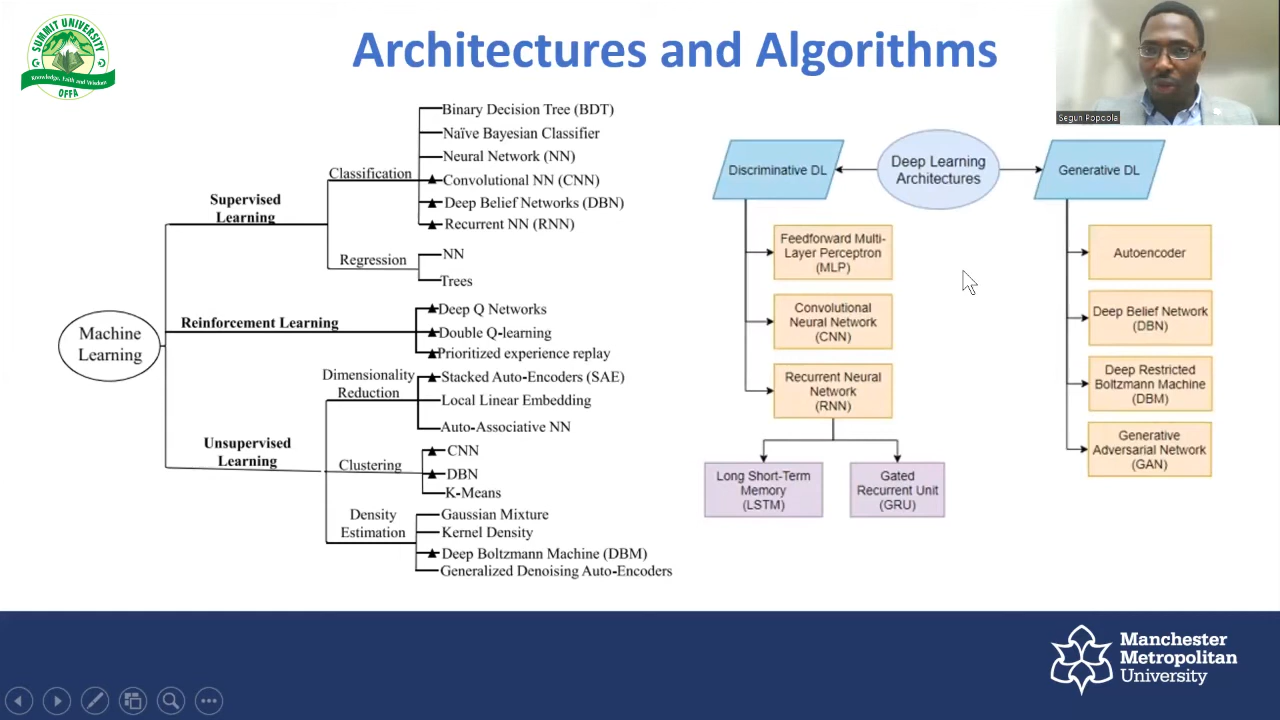 SUMMIT UNIVERSITY
Knowledge, Faith and Wisdom
OFFA
Architectures and Algorithms
Segun Popoola
Machine
Learning
Supervised
Learning
Classification
Binary Decision Tree (BDT)
Naïve Bayesian Classifier
Neural Network (NN)
Convolutional NN (CNN)
Deep Belief Networks (DBN)
Recurrent NN (RNN)
Regression
NN
Trees
Reinforcement Learning
Deep Q Networks
Double Q-learning
Prioritized experience replay
Unsupervised
Learning
Dimensionality
Reduction
Stacked Auto-Encoders (SAE)
Local Linear Embedding
Auto-Associative NN
Clustering
CNN
DBN
K-Means
Density
Estimation
Gaussian Mixture
Kernel Density
Deep Boltzmann Machine (DBM)
Generalized Denoising Auto-Encoders
Deep Learning
Architectures
Discriminative DL
Feedforward Multi-
Layer Perceptron
(MLP)
Convolutional
Neural Network
(CNN)
Recurrent Neural
Network
(RNN)
Long Short-Term
Memory
(LSTM)
Gated
Recurrent Unit
(GRU)
Generative DL
Autoencoder
Deep Belief Network
(DBN)
Deep Restricted
Boltzmann Machine
(DBM)
Generative
Adversarial Network
(GAN)
Manchester
Metropolitan
University